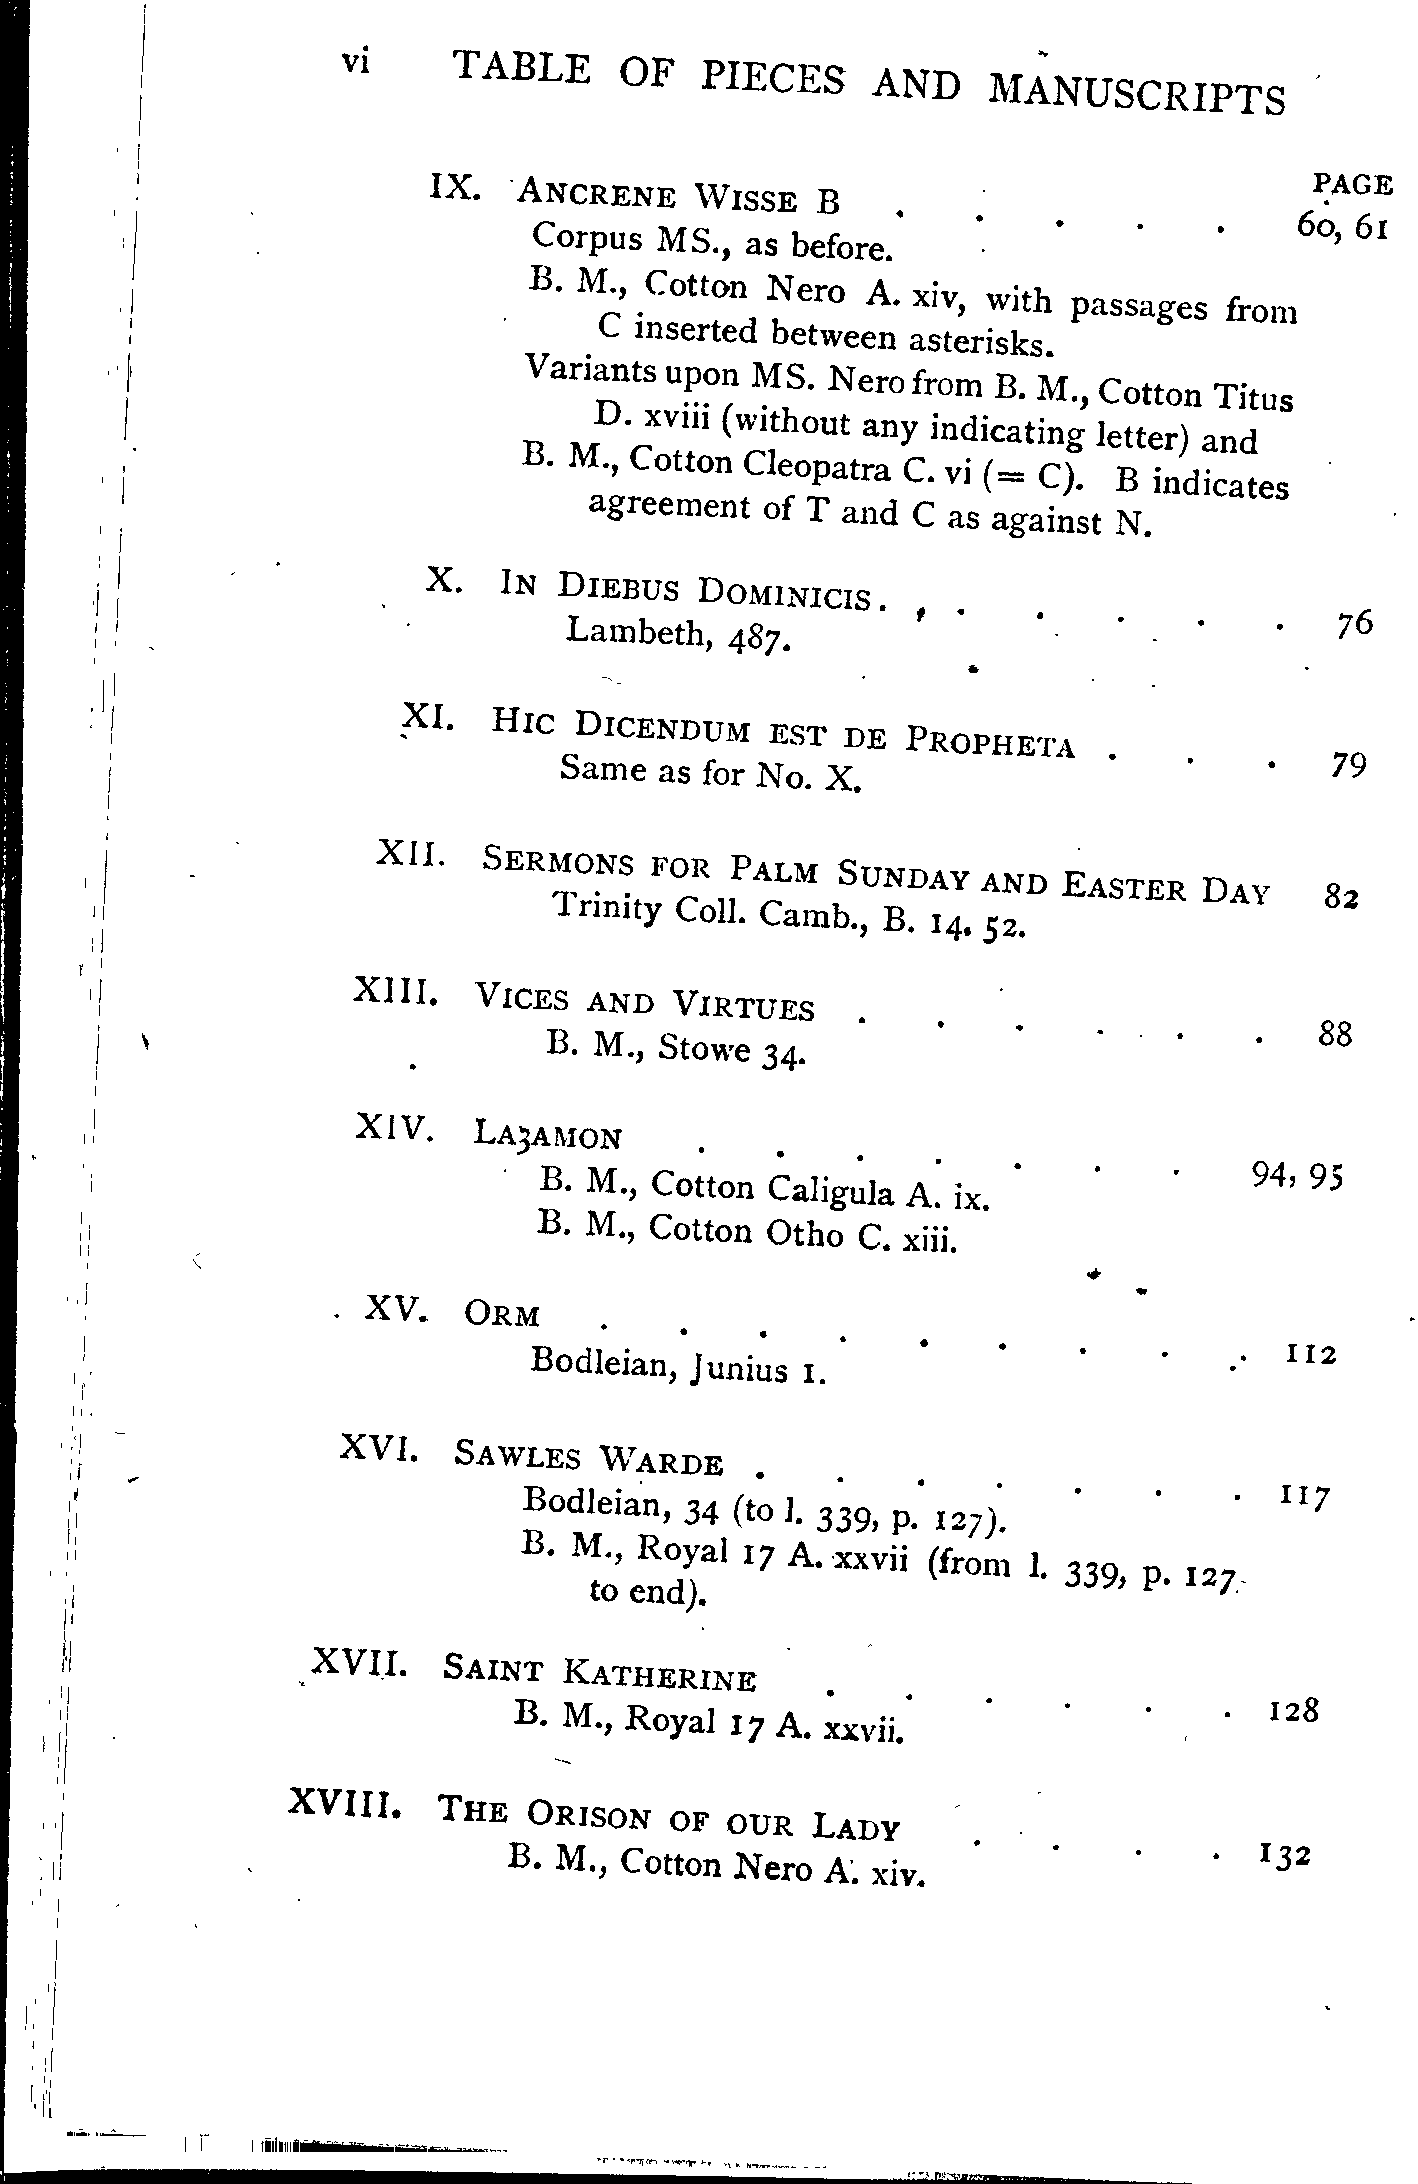 vi TABLE OF PIECES AND MANUSCRIPTS
PAGE
IX. ANCRENE WISSE B . . . . . 60, 61
Corpus MS., as before.
B. M., Cotton Nero A. xiv, with passages from
C inserted between asterisks.
Variants upon MS. Nero from B. M., Cotton Titus
D. xviii (without any indicating letter) and
B. M., Cotton Cleopatra C. vi (= C). B indicates
agreement of T and C as against N.
X. IN DIEBUS DOMINICIS . . . . . . . 76
Lambeth, 487.
XI. HIC DICENDUM EST DE PROPHETA . . . 79
Same as for No. X.
XII. SERMONS FOR PALM SUNDAY AND EASTER DAY 82
Trinity Coll. Camb., B. 14. 52.
XIII. VICES AND VIRTUES . . . . . . 88
B. M., Stowe 34.
XIV. LAȜAMON . . . . . . . 94, 95
B. M., Cotton Caligula A. ix.
B. M., Cotton Otho C. xiii.
XV. ORM . . . . . . . . . 112
Bodleian, Junius 1.
XVI. SAWLES WARDE . . . . . . . 117
Bodleian, 34 (to l. 339, p. 127).
B. M., Royal 17 A. xxvii (from l. 339, p. 127
to end).
XVII. SAINT KATHERINE . . . . . . 128
B. M., Royal 17 A. xxvii.
XVIII. THE ORISON OF OUR LADY . . . . 132
B. M., Cotton Nero A. xiv.